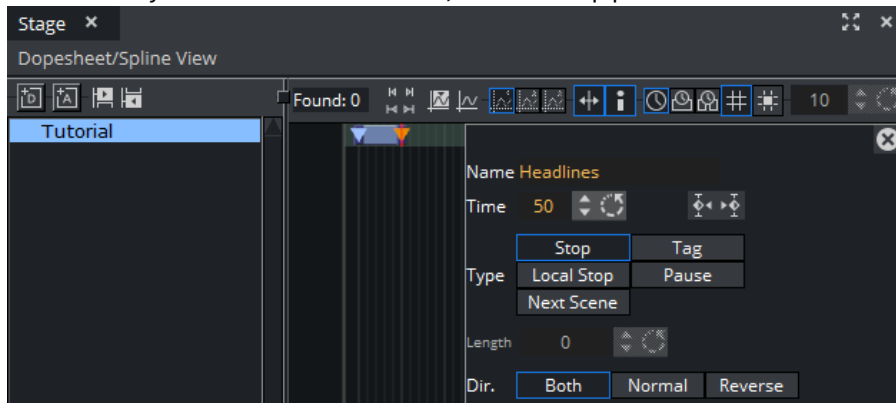 Stage ×
Dopesheet/Spline View
Found: 0 10
Tutorial
Name Headlines
Time 50
Stop Tag
Type Local Stop Pause
Next Scene
Length 0
Dir. Both Normal Reverse